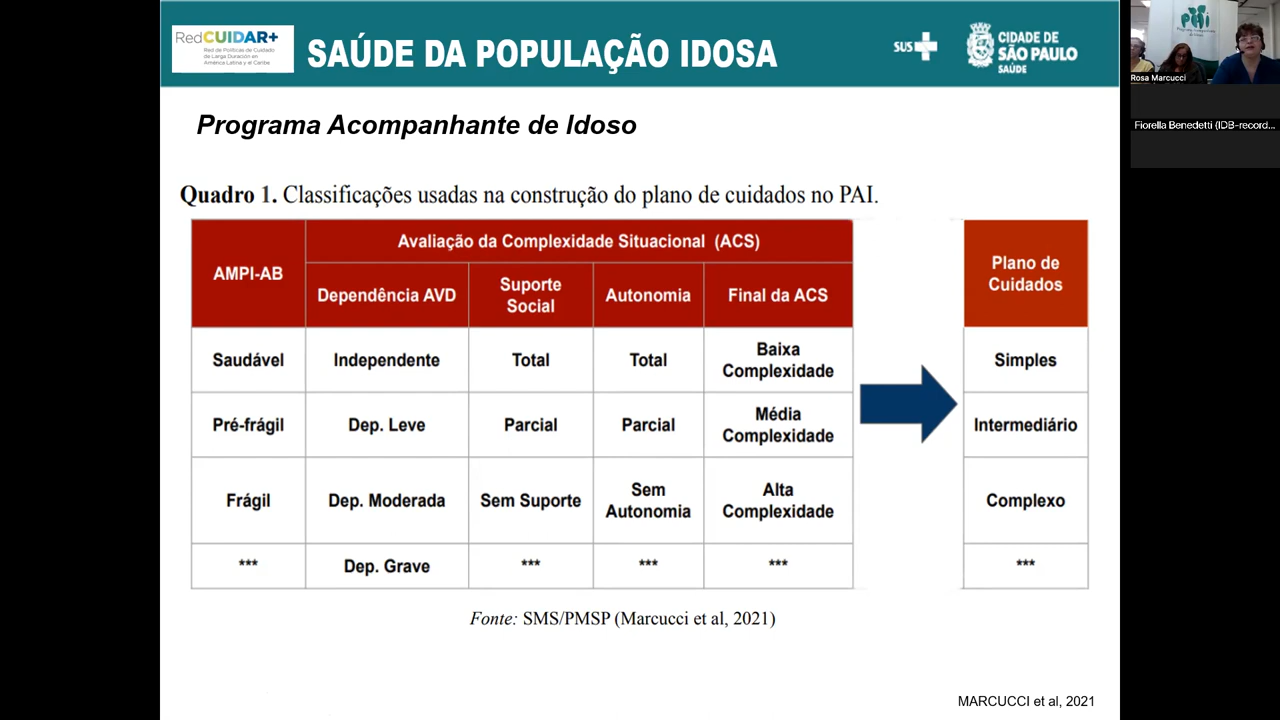 RedCUIDAR+
Red de Políticas de Cuidado
de Larga Duración en
América Latina y el Caribe
SAÚDE DA POPULAÇÃO IDOSA
SUS
CIDADE DE
SÃO PAULO
SAÚDE
PAI
Rosa Marcucci
Fiorella Benedetti (IDB-record...
Programa Acompanhante de Idoso
Quadro 1. Classificações usadas na construção do plano de cuidados no PAI.
AMPI-AB
Avaliação da Complexidade Situacional (ACS)
Dependência AVD
Suporte
Social
Autonomia
Final da ACS
Plano de
Cuidados
Saudável
Independente
Total
Total
Baixa
Complexidade
Simples
Pré-frágil
Dep. Leve
Parcial
Parcial
Média
Complexidade
Intermediário
Frágil
Dep. Moderada
Sem Suporte
Sem
Autonomia
Alta
Complexidade
Complexo
***
Dep. Grave
***
***
***
***
Fonte: SMS/PMSP (Marcucci et al, 2021)
MARCUCCI et al, 2021